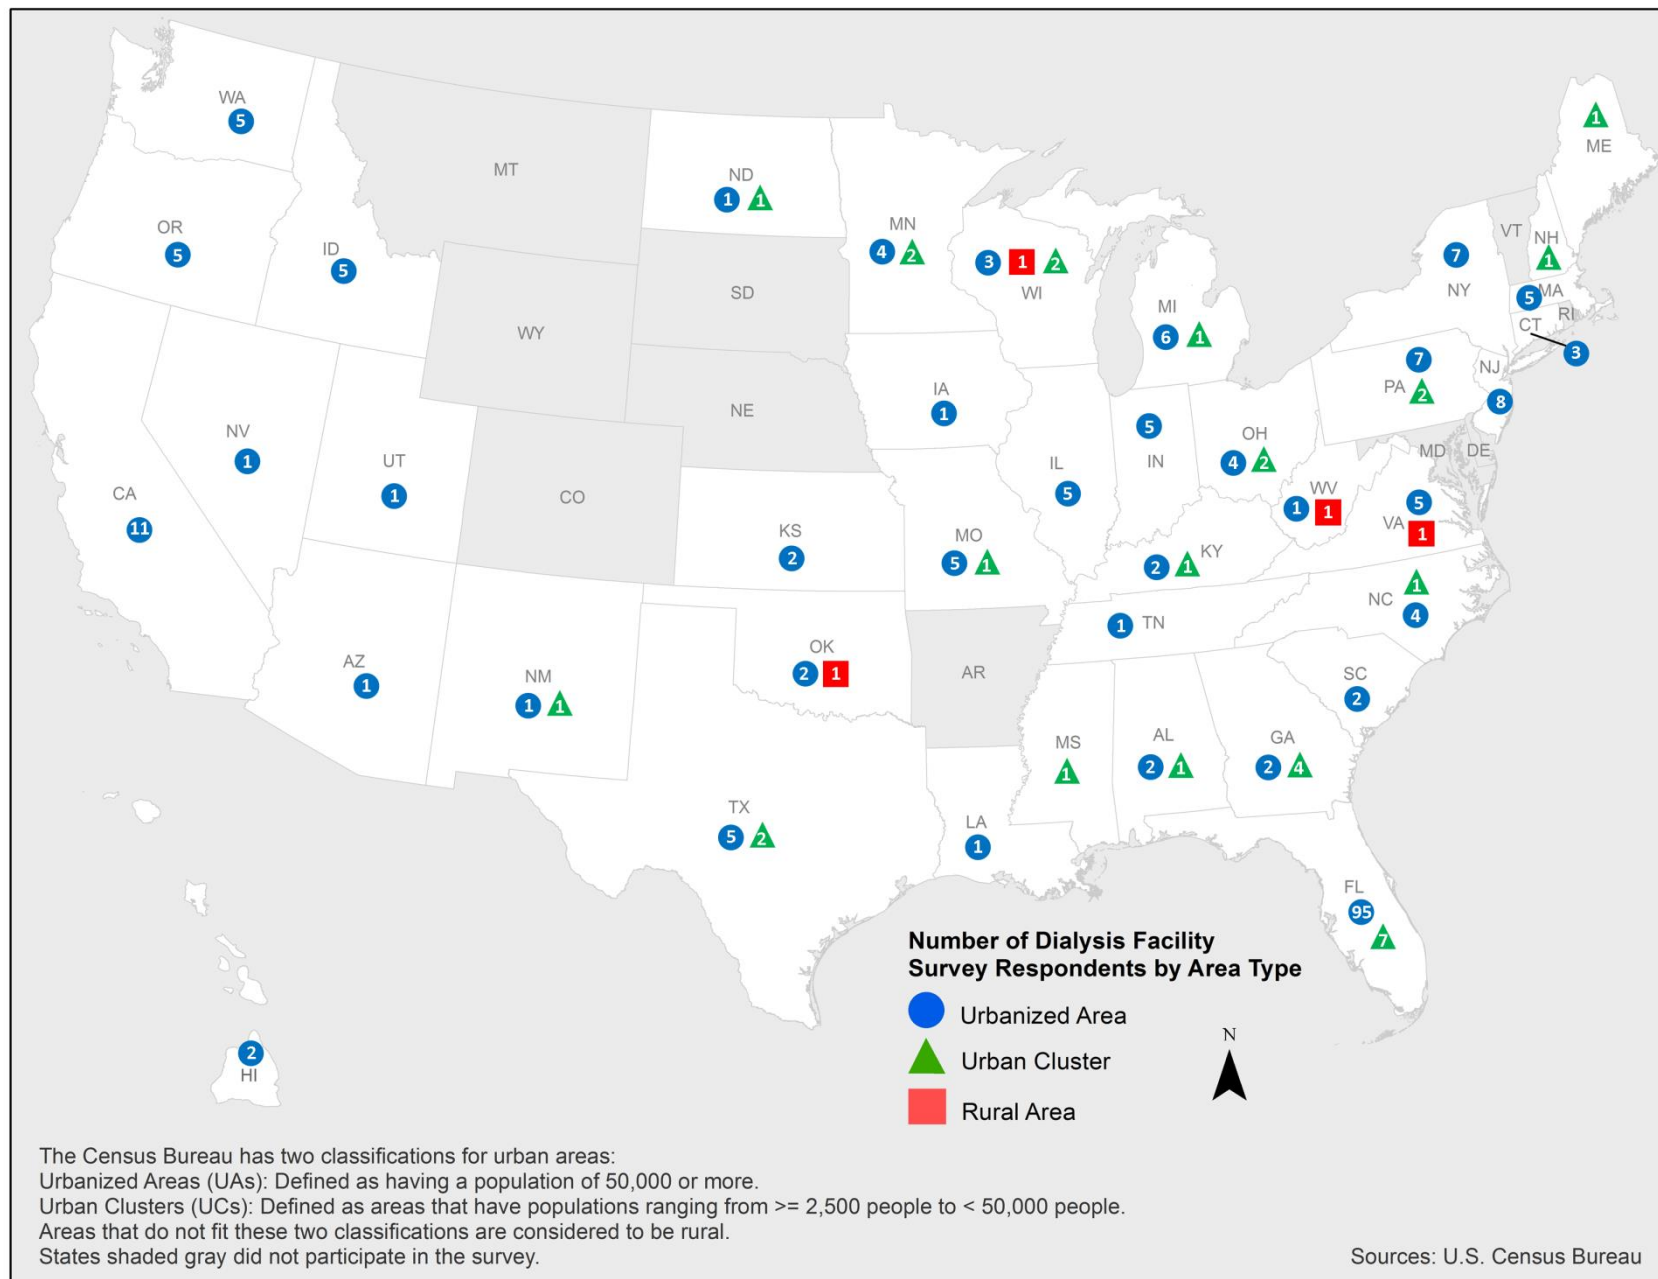 WA
5
MT
ND
1 1
ME
1
OR
5
ID
5
MN
4 2
WI
3 1 2
MI
6 1
NY
7
VT
NH
1
MA
5
RI
CT
3
SD
WY
NE
IA
1
PA
7
2
NJ
8
NV
1
UT
1
CA
11
CO
KS
2
MO
5 1
IL
5
IN
5
OH
4 2
WV
1 1
MD
DE
VA
5
1
KY
2 1
NC
1
4
TN
1
AZ
1
NM
1 1
OK
2 1
AR
SC
2
MS
1
AL
2 1
GA
2 4
TX
5 2
LA
1
FL
95
7
HI
2
Number of Dialysis Facility
Survey Respondents by Area Type
Urbanized Area
Urban Cluster
Rural Area
N
The Census Bureau has two classifications for urban areas:
Urbanized Areas (UAs): Defined as having a population of 50,000 or more.
Urban Clusters (UCs): Defined as areas that have populations ranging from >= 2,500 people to < 50,000 people.
Areas that do not fit these two classifications are considered to be rural.
States shaded gray did not participate in the survey.
Sources: U.S. Census Bureau